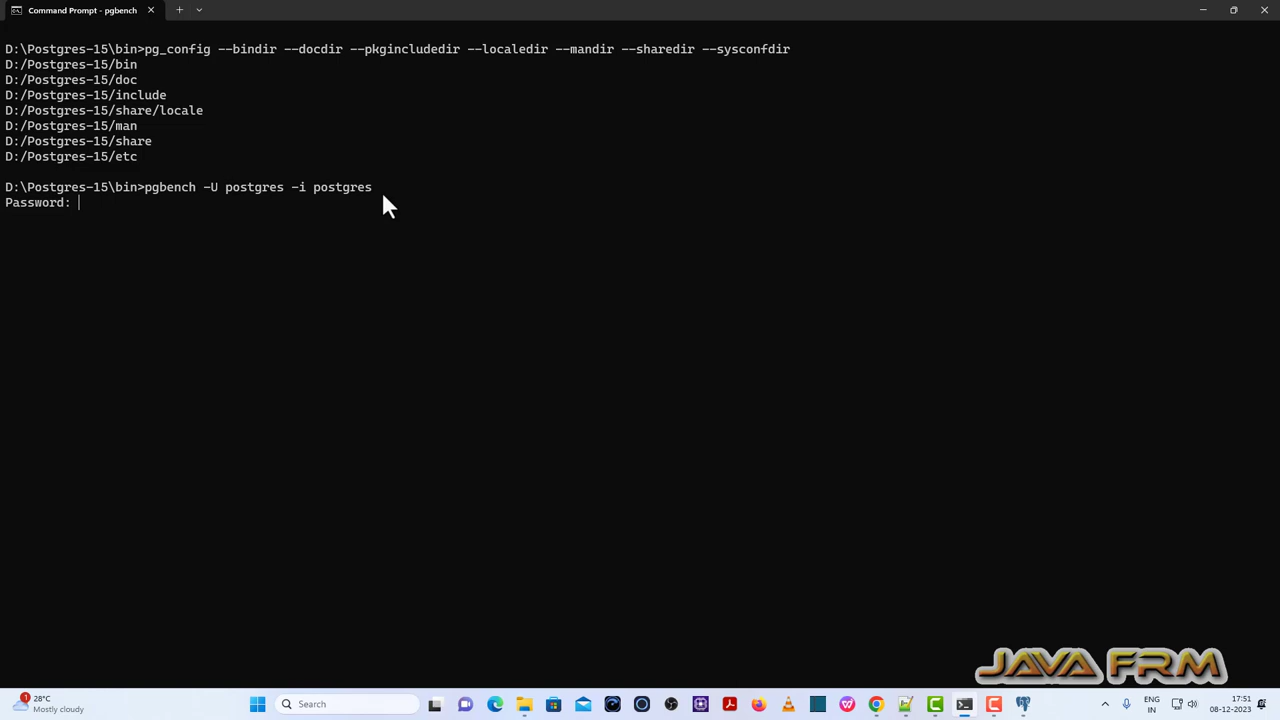 Command Prompt - pgbench
D:\Postgres-15\bin>pg_config --bindir --docdir --pkgincludedir --localedir --mandir --sharedir --sysconfdir
D:/Postgres-15/bin
D:/Postgres-15/doc
D:/Postgres-15/include
D:/Postgres-15/share/locale
D:/Postgres-15/man
D:/Postgres-15/share
D:/Postgres-15/etc
D:\Postgres-15\bin>pgbench -U postgres -i postgres
Password:
JAVA FRM
1
28°C
Mostly cloudy
Search
ENG
IN
17:51
08-12-2023